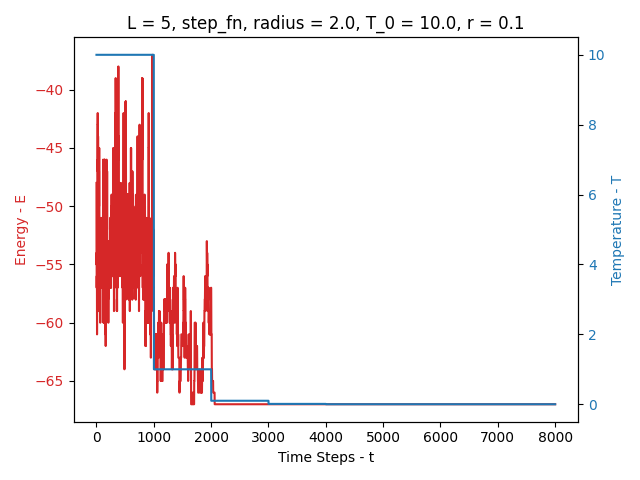 L = 5, step_fn, radius = 2.0, T_0 = 10.0, r = 0.1
−40
−45
−50
−55
−60
−65
Energy - E
10
8
6
4
2
0
Temperature - T
0 1000 2000 3000 4000 5000 6000 7000 8000
Time Steps - t